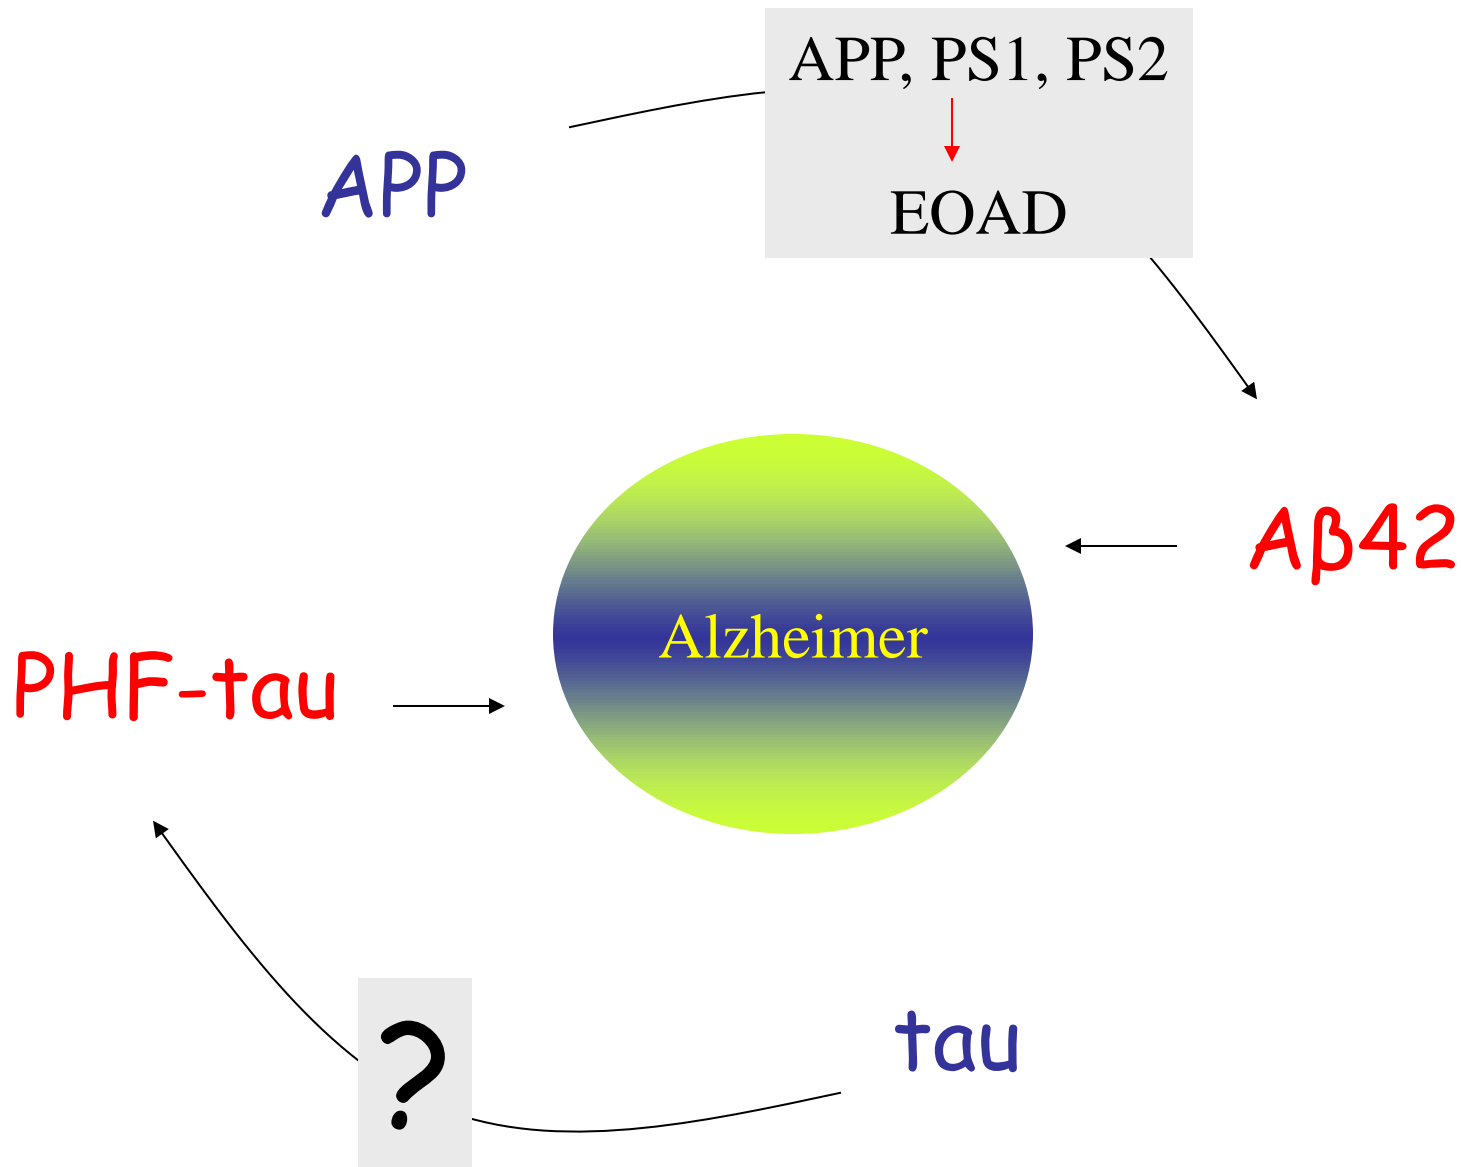 APP, PS1, PS2
APP
EOAD
Aβ42
Alzheimer
PHF-tau
tau
?